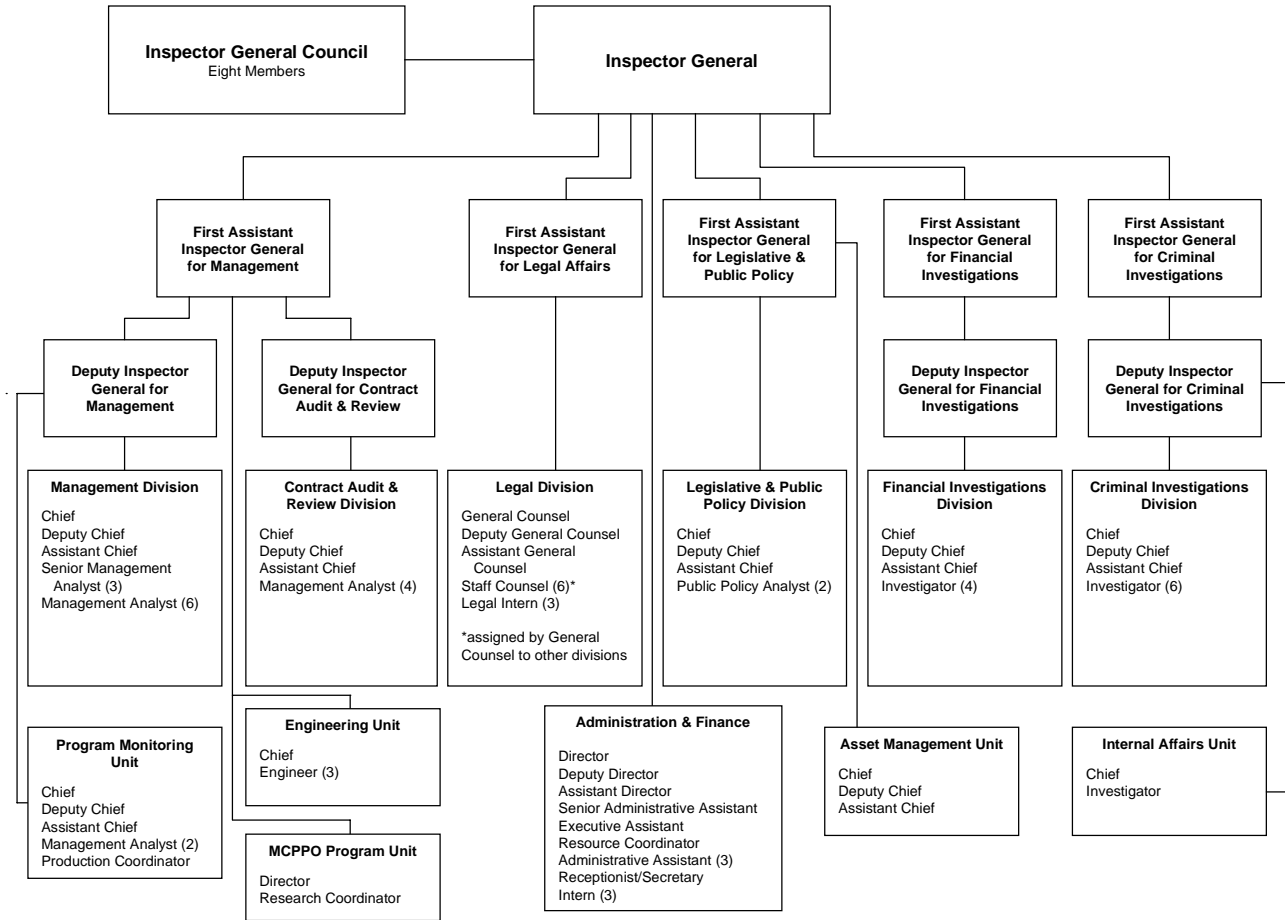 Inspector General Council
Eight Members
Inspector General
First Assistant
Inspector General
for Management
First Assistant
Inspector General
for Legal Affairs
First Assistant
Inspector General
for Legislative &
Public Policy
First Assistant
Inspector General
for Financial
Investigations
First Assistant
Inspector General
for Criminal
Investigations
Deputy Inspector
General for
Management
Deputy Inspector
General for Contract
Audit & Review
Deputy Inspector
General for Financial
Investigations
Deputy Inspector
General for Criminal
Investigations
Management Division
Chief
Deputy Chief
Assistant Chief
Senior Management
Analyst (3)
Management Analyst (6)
Contract Audit &
Review Division
Chief
Deputy Chief
Assistant Chief
Management Analyst (4)
Legal Division
General Counsel
Deputy General Counsel
Assistant General
Counsel
Staff Counsel (6)*
Legal Intern (3)
*assigned by General
Counsel to other divisions
Legislative & Public
Policy Division
Chief
Deputy Chief
Assistant Chief
Public Policy Analyst (2)
Financial Investigations
Division
Chief
Deputy Chief
Assistant Chief
Investigator (4)
Criminal Investigations
Division
Chief
Deputy Chief
Assistant Chief
Investigator (6)
Program Monitoring
Unit
Chief
Deputy Chief
Assistant Chief
Management Analyst (2)
Production Coordinator
Engineering Unit
Chief
Engineer (3)
MCPPO Program Unit
Director
Research Coordinator
Administration & Finance
Director
Deputy Director
Assistant Director
Senior Administrative Assistant
Executive Assistant
Resource Coordinator
Administrative Assistant (3)
Receptionist/Secretary
Intern (3)
Asset Management Unit
Chief
Deputy Chief
Assistant Chief
Internal Affairs Unit
Chief
Investigator